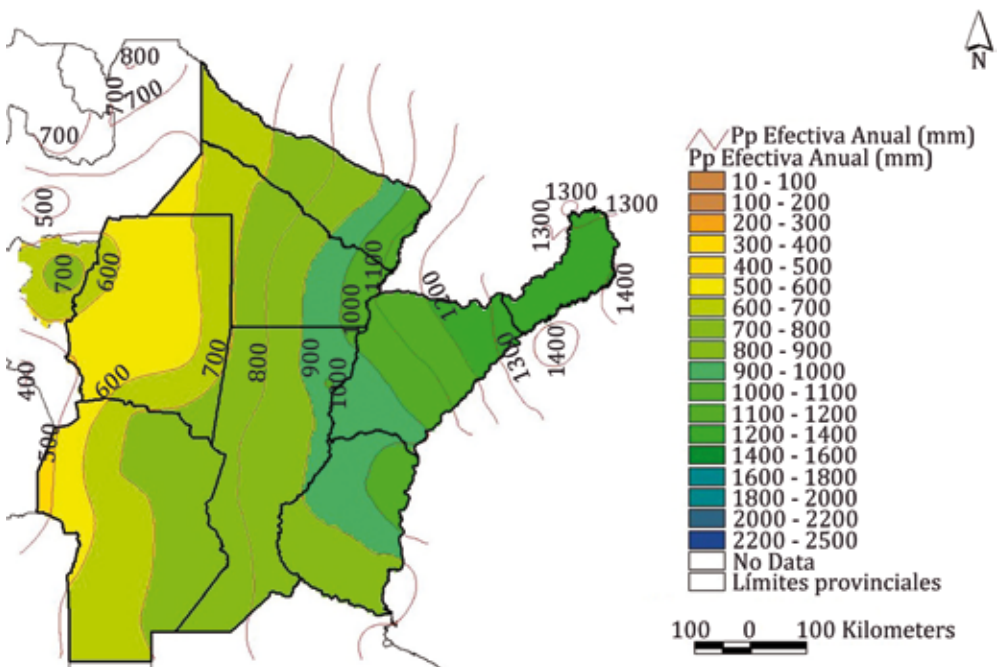 800
700
700
700
N
Pp Efectiva Anual (mm)
Pp Efectiva Anual (mm)
10 - 100
100 - 200
200 - 300
300 - 400
400 - 500
500 - 600
600 - 700
700 - 800
800 - 900
900 - 1000
1000 - 1100
1100 - 1200
1200 - 1400
1400 - 1600
1600 - 1800
1800 - 2000
2000 - 2200
2200 - 2500
No Data
Límites provinciales
500
1300
1300
1300
700
600
1100
1200
1400
1000
600
700
800
900
1000
1300
1400
400
500
100 0 100 Kilometers